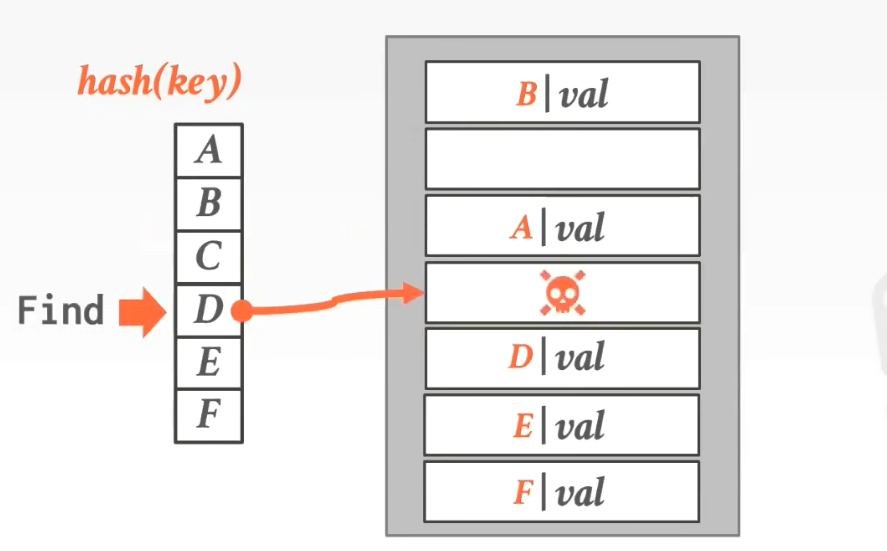 hash(key)
A
B
C
Find D
E
F
B|val
A|val
D|val
E|val
F|val